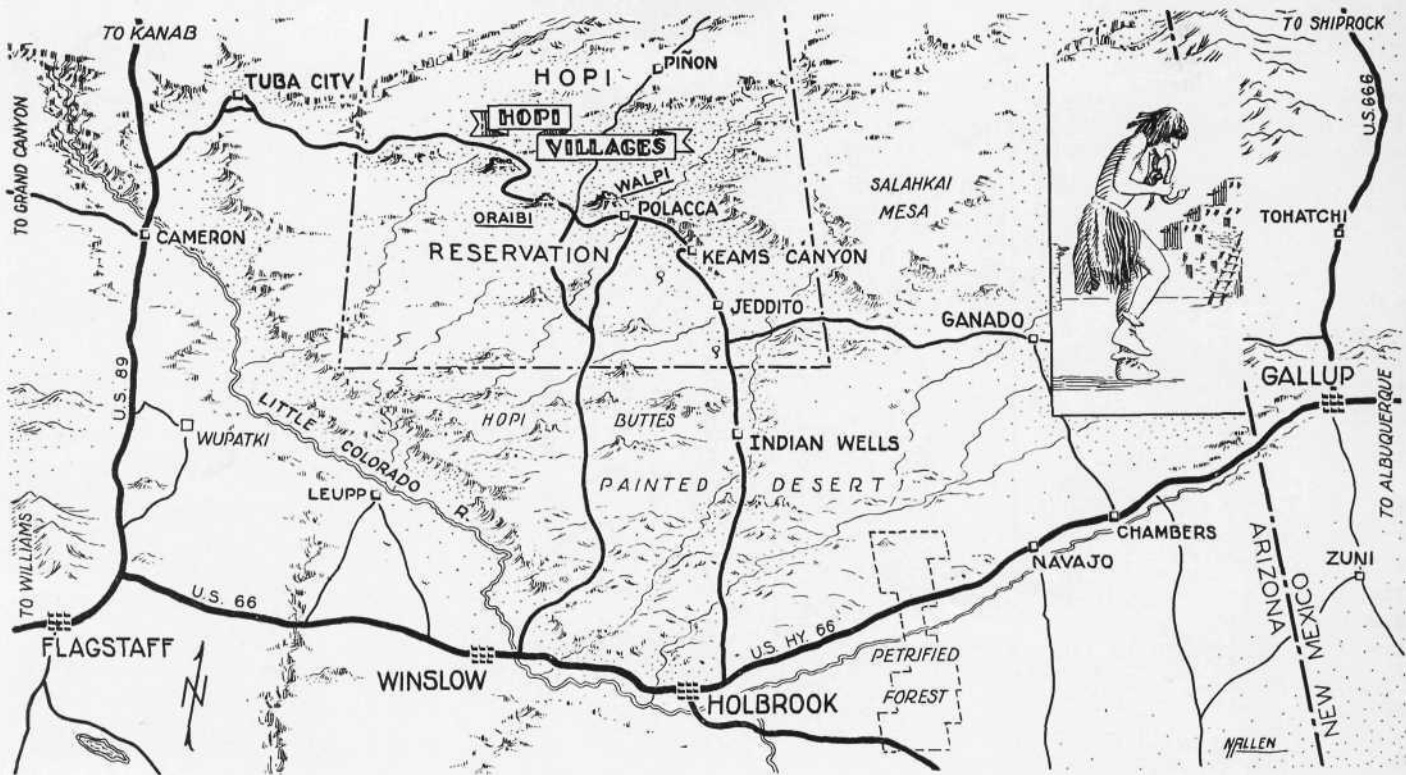 TO KANAB
TO SHIPROCK
TUBA CITY
HOPI
PIÑON
U.S. 666
HOPI
VILLAGES
TO GRAND CANYON
WALPI
SALAHKAI
MESA
ORAIBI
POLACCA
TOHATCHI
CAMERON
RESERVATION
KEAMS CANYON
JEDDITO
GANADO
U.S. 89
GALLUP
LITTLE COLORADO R.
HOPI BUTTES
WUPATKI
INDIAN WELLS
TO ALBUQUERQUE
LEUPP
PAINTED DESERT
CHAMBERS
ARIZONA
NEW MEXICO
NAVAJO
ZUNI
TO WILLIAMS
U.S. 66
FLAGSTAFF
N
WINSLOW
U.S. HY. 66
PETRIFIED
FOREST
HOLBROOK
N.ALLEN